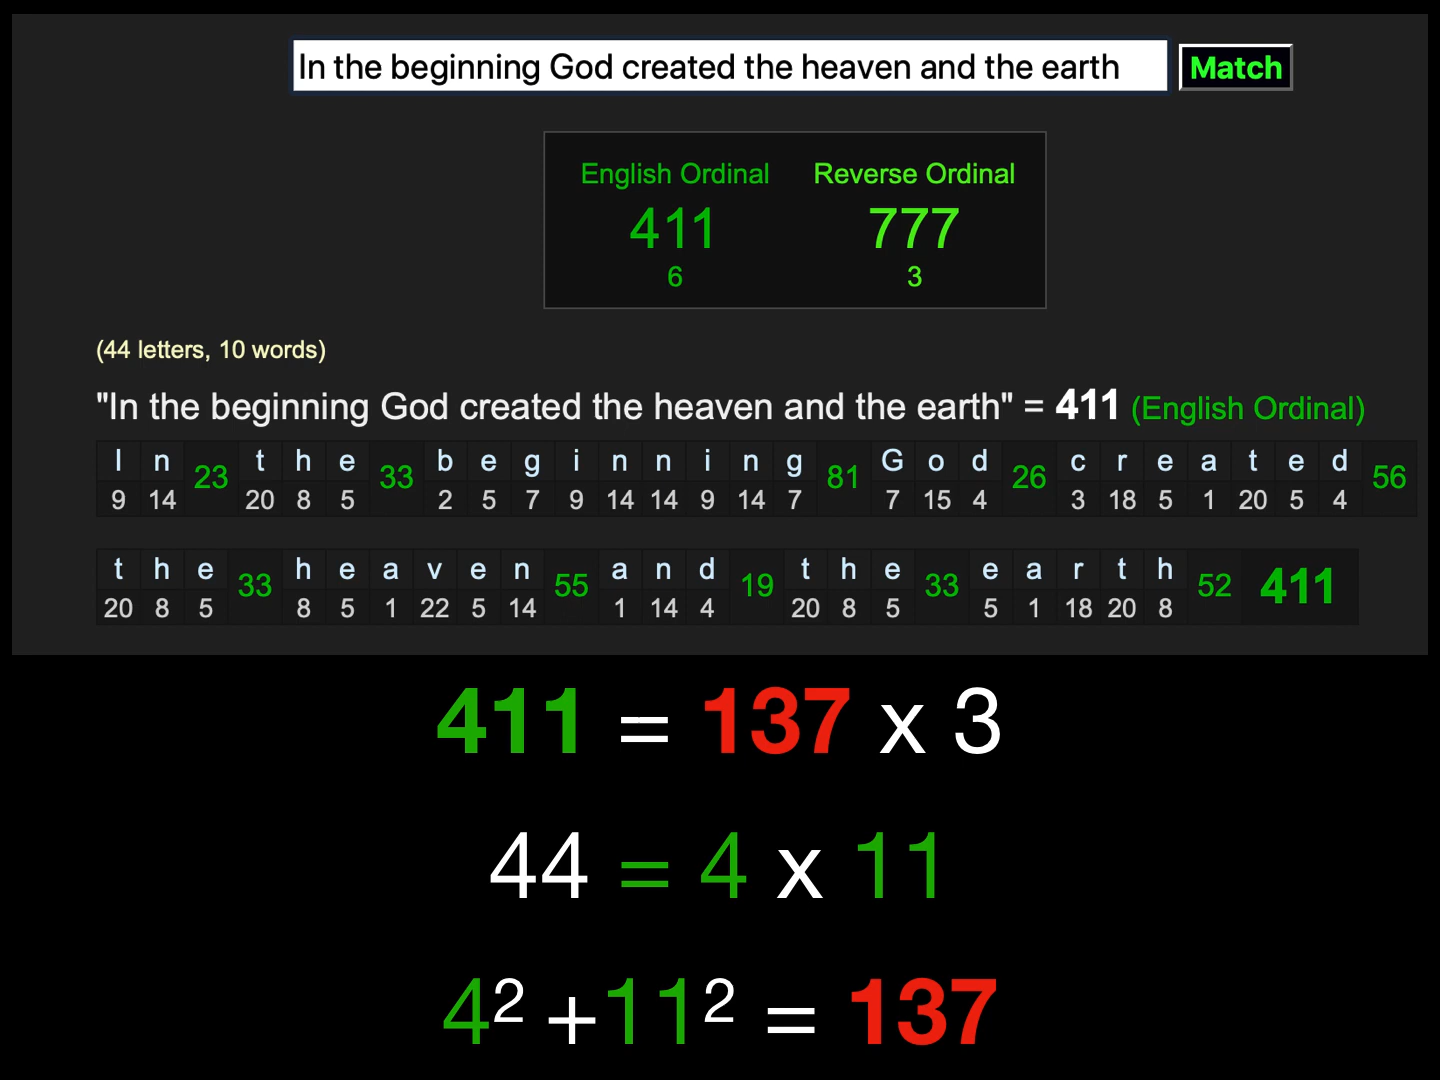 In the beginning God created the heaven and the earth Match
English Ordinal Reverse Ordinal
411 777
6 3
(44 letters, 10 words)
"In the beginning God created the heaven and the earth" = 411 (English Ordinal)
I n 23 t h e 33 b e g i n n i n g 81 G o d 26 c r e a t e d 56
9 14 20 8 5 2 5 7 9 14 14 9 14 7 7 15 4 3 18 5 1 20 5 4
t h e 33 h e a v e n 55 a n d 19 t h e 33 e a r t h 52 411
20 8 5 8 5 1 22 5 14 1 14 4 20 8 5 5 1 18 20 8
411 = 137 x 3
44 = 4 x 11
4² +11² = 137